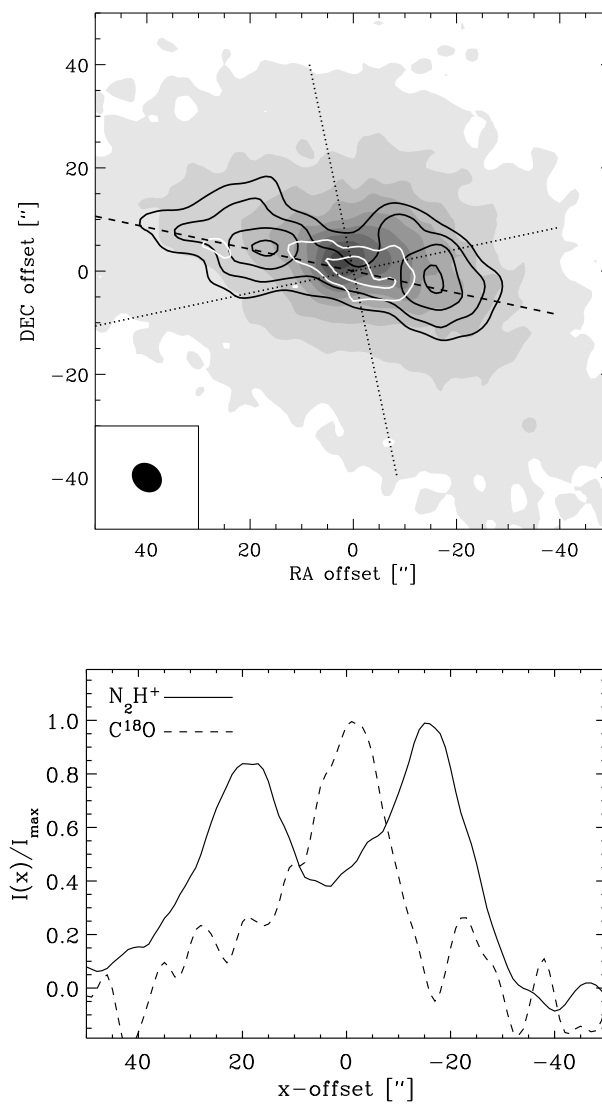 40
20
0
−20
−40
DEC offset ["]
40 20 0 −20 −40
RA offset ["]
N₂H⁺
C¹⁸O
1.0
0.8
0.6
0.4
0.2
0.0
I(x)/Iₘₐₓ
40 20 0 −20 −40
x−offset ["]